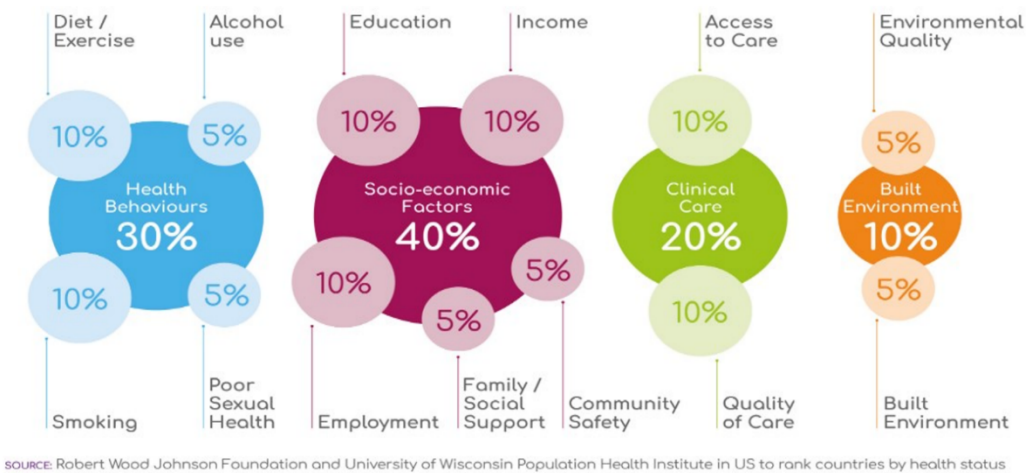 Diet /
Exercise
Alcohol
use
Education
Income
Access
to Care
Environmental
Quality
10%
5%
10%
10%
10%
5%
Health
Behaviours
30%
Socio-economic
Factors
40%
Clinical
Care
20%
Built
Environment
10%
10%
5%
10%
5%
5%
10%
5%
Smoking
Poor
Sexual
Health
Employment
Family /
Social
Support
Community
Safety
Quality
of Care
Built
Environment
SOURCE: Robert Wood Johnson Foundation and University of Wisconsin Population Health Institute in US to rank countries by health status